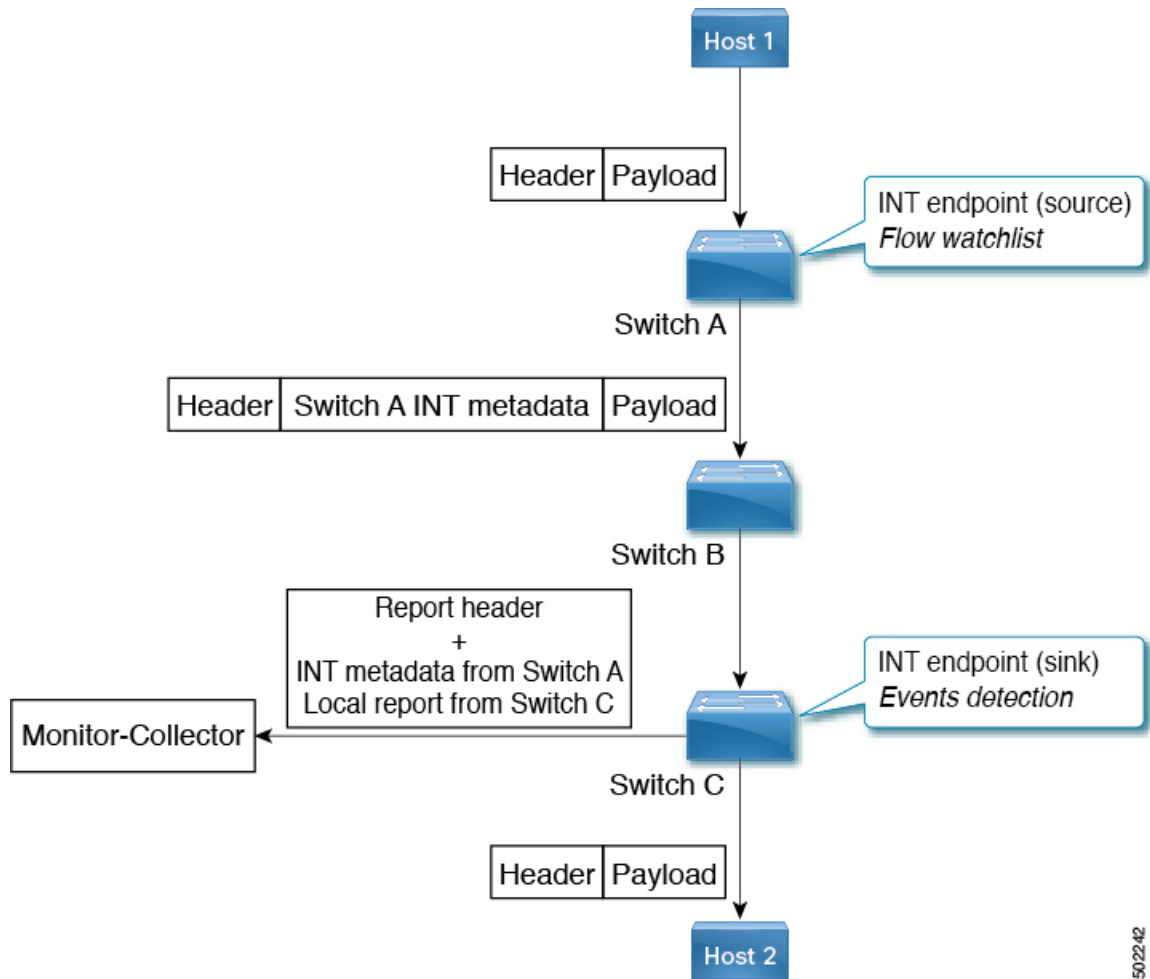 Host 1
Header Payload
INT endpoint (source)
Flow watchlist
Switch A
Header Switch A INT metadata Payload
Switch B
Report header
+
INT metadata from Switch A
Local report from Switch C
INT endpoint (sink)
Events detection
Monitor-Collector
Switch C
Header Payload
Host 2
502242